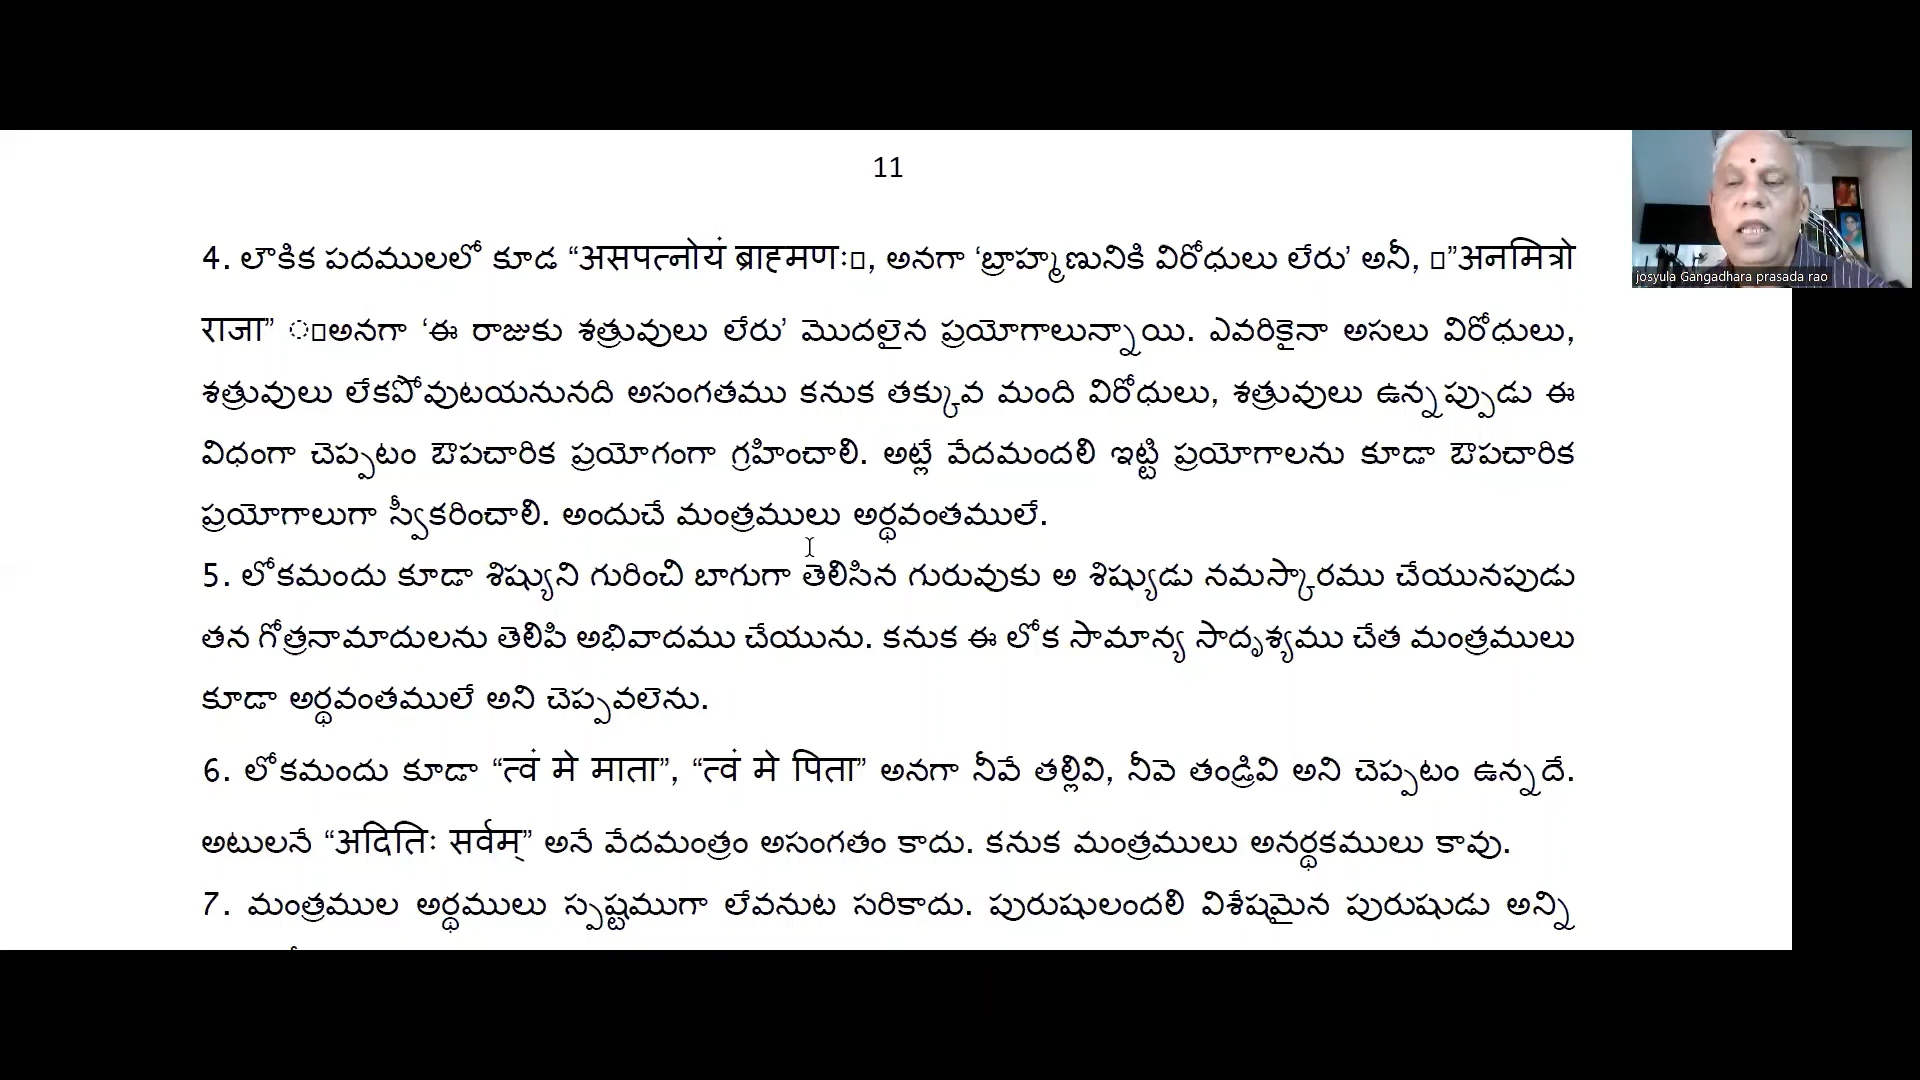 11
4. లౌకిక పదములలో కూడ “असपत्नोयं ब्राह्मणः, అనగా ‘బ్రాహ్మణునికి విరోధులు లేరు’ అనీ, ”अनमित्रो
राजा” అనగా ‘ఈ రాజుకు శత్రువులు లేరు’ మొదలైన ప్రయోగాలున్నాయి. ఎవరికైనా అసలు విరోధులు,
శత్రువులు లేకపోవుటయనునది అసంగతము కనుక తక్కువ మంది విరోధులు, శత్రువులు ఉన్నప్పుడు ఈ
విధంగా చెప్పటం ఔపచారిక ప్రయోగంగా గ్రహించాలి. అట్లే వేదమందలి ఇట్టి ప్రయోగాలను కూడా ఔపచారిక
ప్రయోగాలుగా స్వీకరించాలి. అందుచే మంత్రములు అర్థవంతములే.
5. లోకమందు కూడా శిష్యుని గురించి బాగుగా తెలిసిన గురువుకు అ శిష్యుడు నమస్కారము చేయునపుడు
తన గోత్రనామాదులను తెలిపి అభివాదము చేయును. కనుక ఈ లోక సామాన్య సాదృశ్యము చేత మంత్రములు
కూడా అర్థవంతములే అని చెప్పవలెను.
6. లోకమందు కూడా “त्वं मे माता”, “त्वं मे पिता” అనగా నీవే తల్లివి, నీవె తండ్రివి అని చెప్పటం ఉన్నదే.
అటులనే “अदितिः सर्वम्” అనే వేదమంత్రం అసంగతం కాదు. కనుక మంత్రములు అనర్థకములు కావు.
7. మంత్రముల అర్థములు స్పష్టముగా లేవనుట సరికాదు. పురుషులందలి విశేషమైన పురుషుడు అన్ని
josyula Gangadhara prasada rao